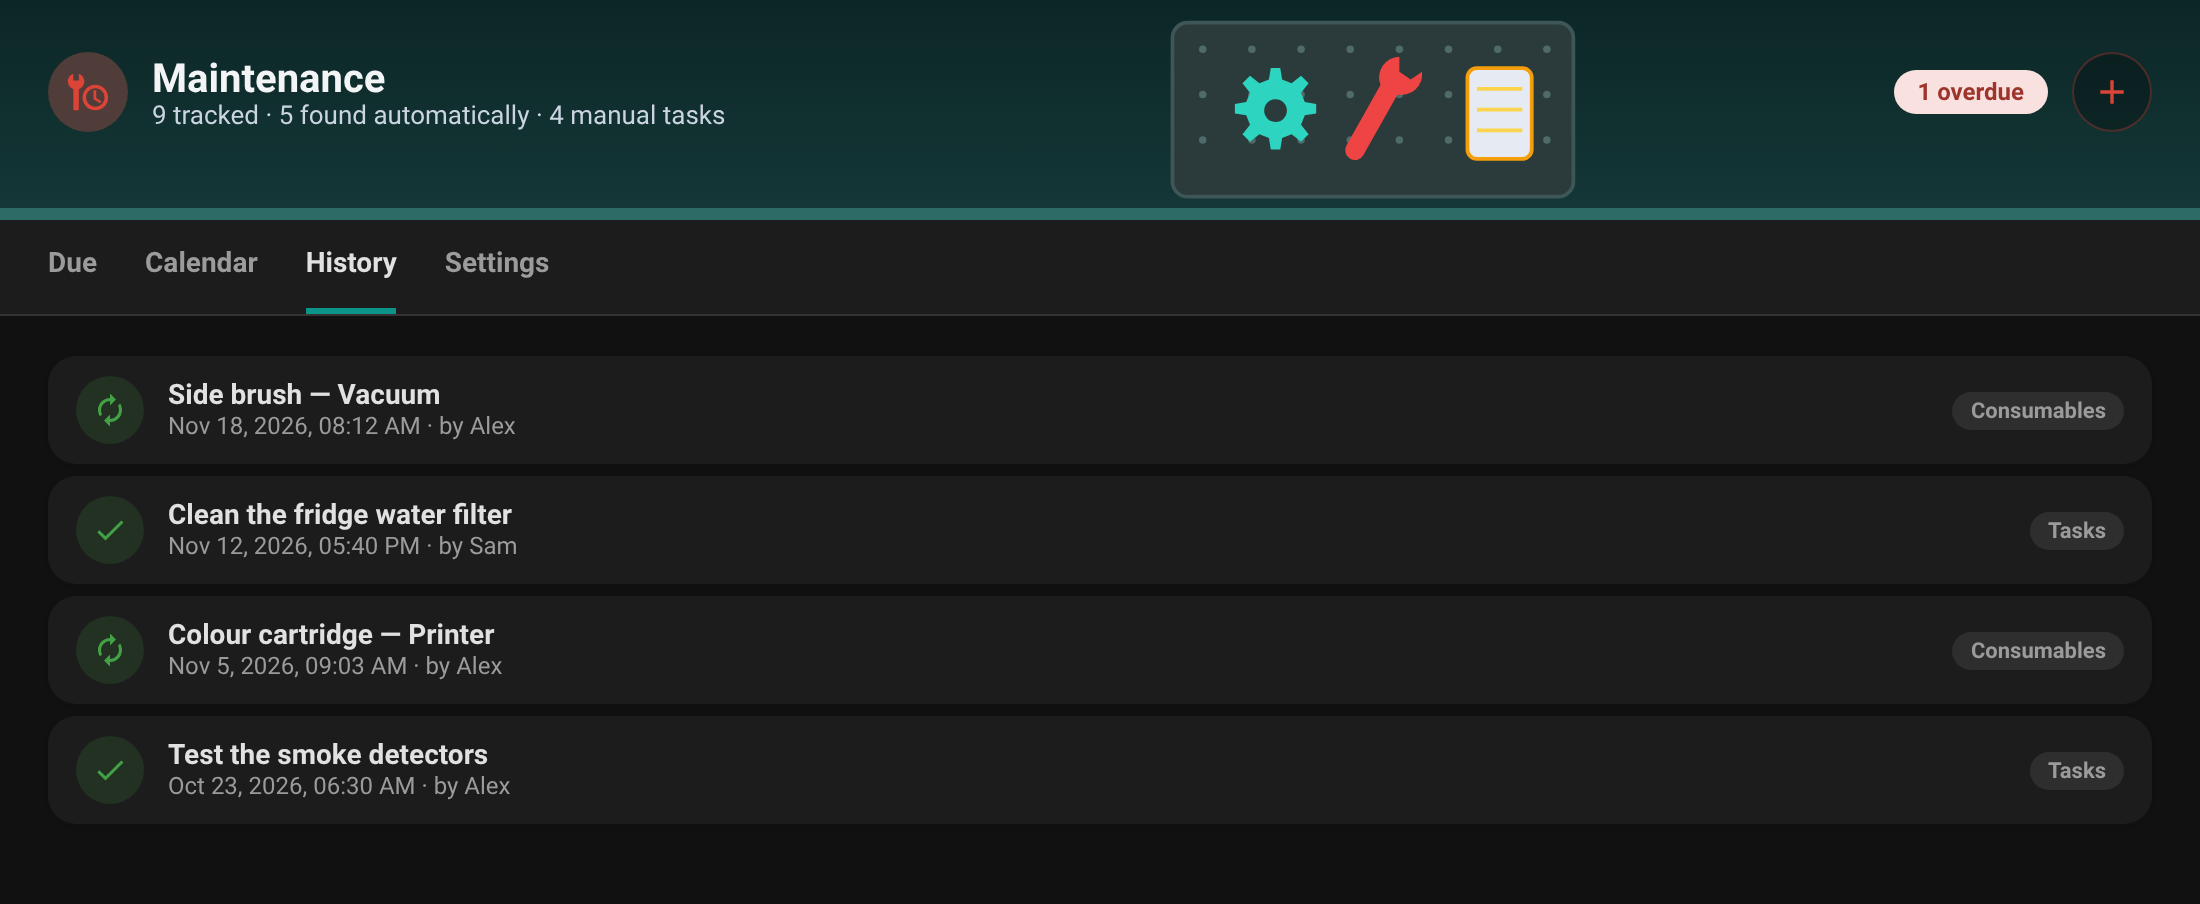 Maintenance
9 tracked · 5 found automatically · 4 manual tasks
1 overdue
Due
Calendar
History
Settings
Side brush — Vacuum
Nov 18, 2026, 08:12 AM · by Alex
Consumables
Clean the fridge water filter
Nov 12, 2026, 05:40 PM · by Sam
Tasks
Colour cartridge — Printer
Nov 5, 2026, 09:03 AM · by Alex
Consumables
Test the smoke detectors
Oct 23, 2026, 06:30 AM · by Alex
Tasks